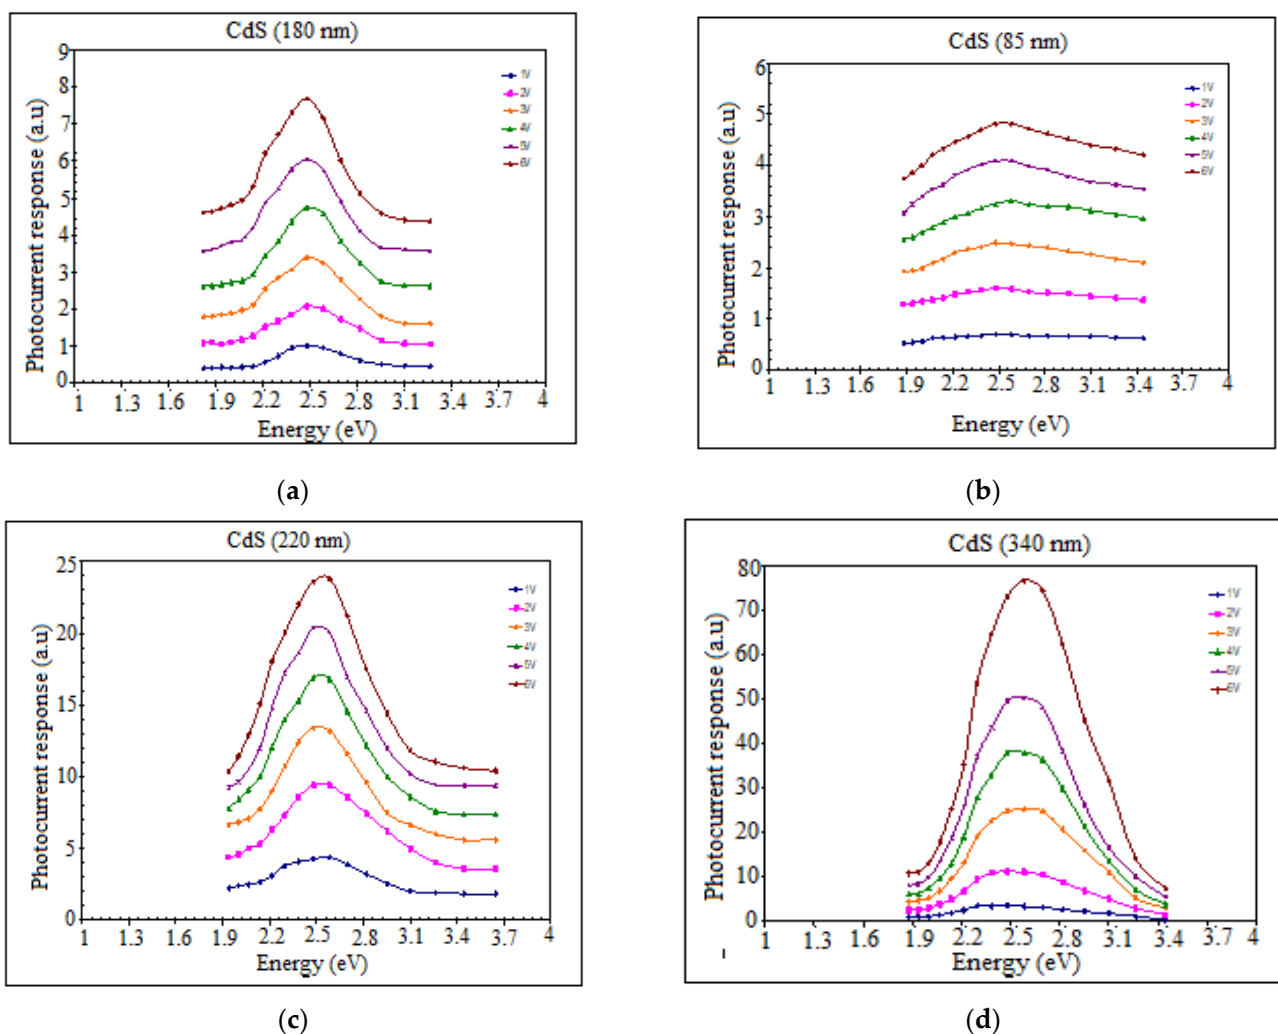 CdS (180 nm)
Photocurrent response (a.u)
9
8
7
6
5
4
3
2
1
0
1V
2V
3V
4V
5V
6V
1 1.3 1.6 1.9 2.2 2.5 2.8 3.1 3.4 3.7 4
Energy (eV)
(a)
CdS (85 nm)
Photocurrent response (a.u)
6
5
4
3
2
1
0
1V
2V
3V
4V
5V
6V
1 1.3 1.6 1.9 2.2 2.5 2.8 3.1 3.4 3.7 4
Energy (eV)
(b)
CdS (220 nm)
Photocurrent response (a.u)
25
20
15
10
5
0
1V
2V
3V
4V
5V
6V
1 1.3 1.6 1.9 2.2 2.5 2.8 3.1 3.4 3.7 4
Energy (eV)
(c)
CdS (340 nm)
Photocurrent response (a.u)
80
70
60
50
40
30
20
10
0
1V
2V
3V
4V
5V
6V
1 1.3 1.6 1.9 2.2 2.5 2.8 3.1 3.4 3.7 4
Energy (eV)
(d)